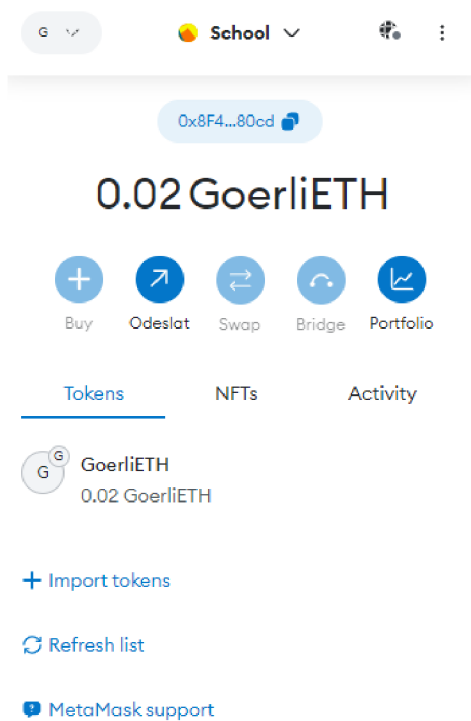 G School
0x8F4...80cd
0.02 GoerliETH
Buy Odeslat Swap Bridge Portfolio
Tokens NFTs Activity
G G GoerliETH
0.02 GoerliETH
+ Import tokens
Refresh list
MetaMask support